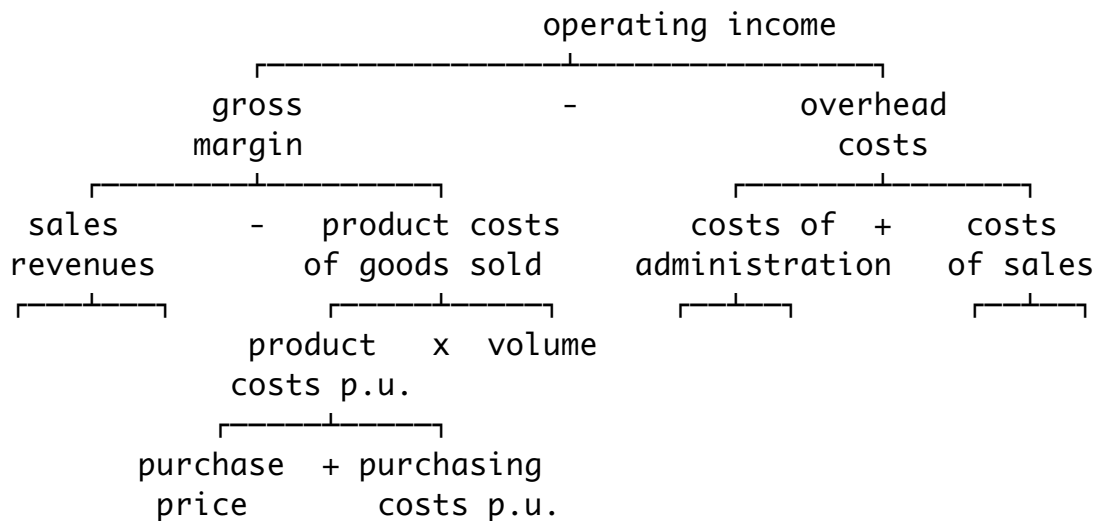 operating income
gross - overhead
margin costs
sales - product costs costs of + costs
revenues of goods sold administration of sales
product x volume
costs p.u.
purchase + purchasing
price costs p.u.